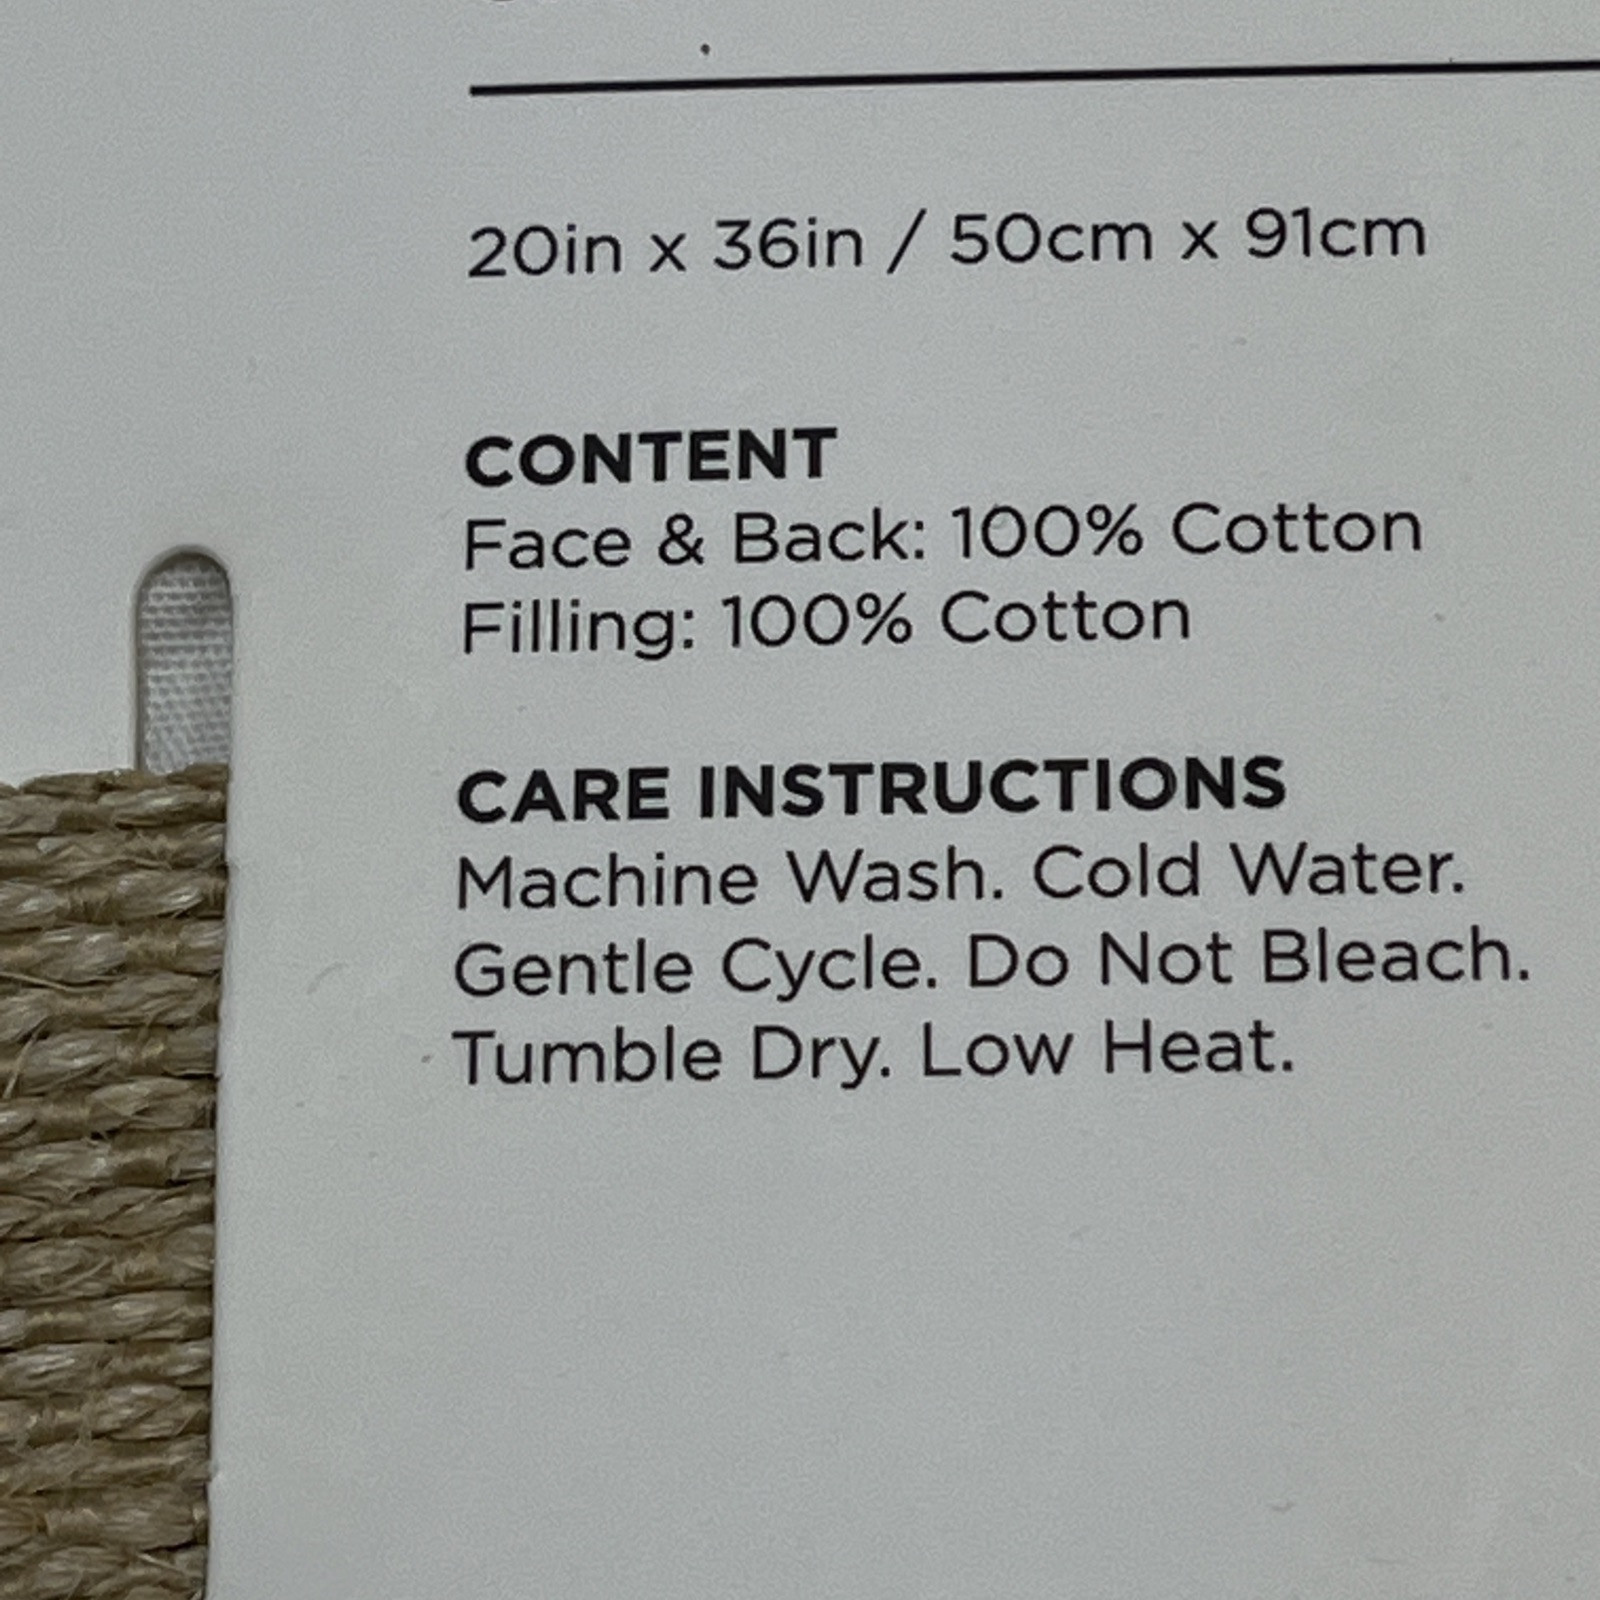 20in x 36in / 50cm x 91cm
CONTENT
Face & Back: 100% Cotton
Filling: 100% Cotton
CARE INSTRUCTIONS
Machine Wash. Cold Water.
Gentle Cycle. Do Not Bleach.
Tumble Dry. Low Heat.